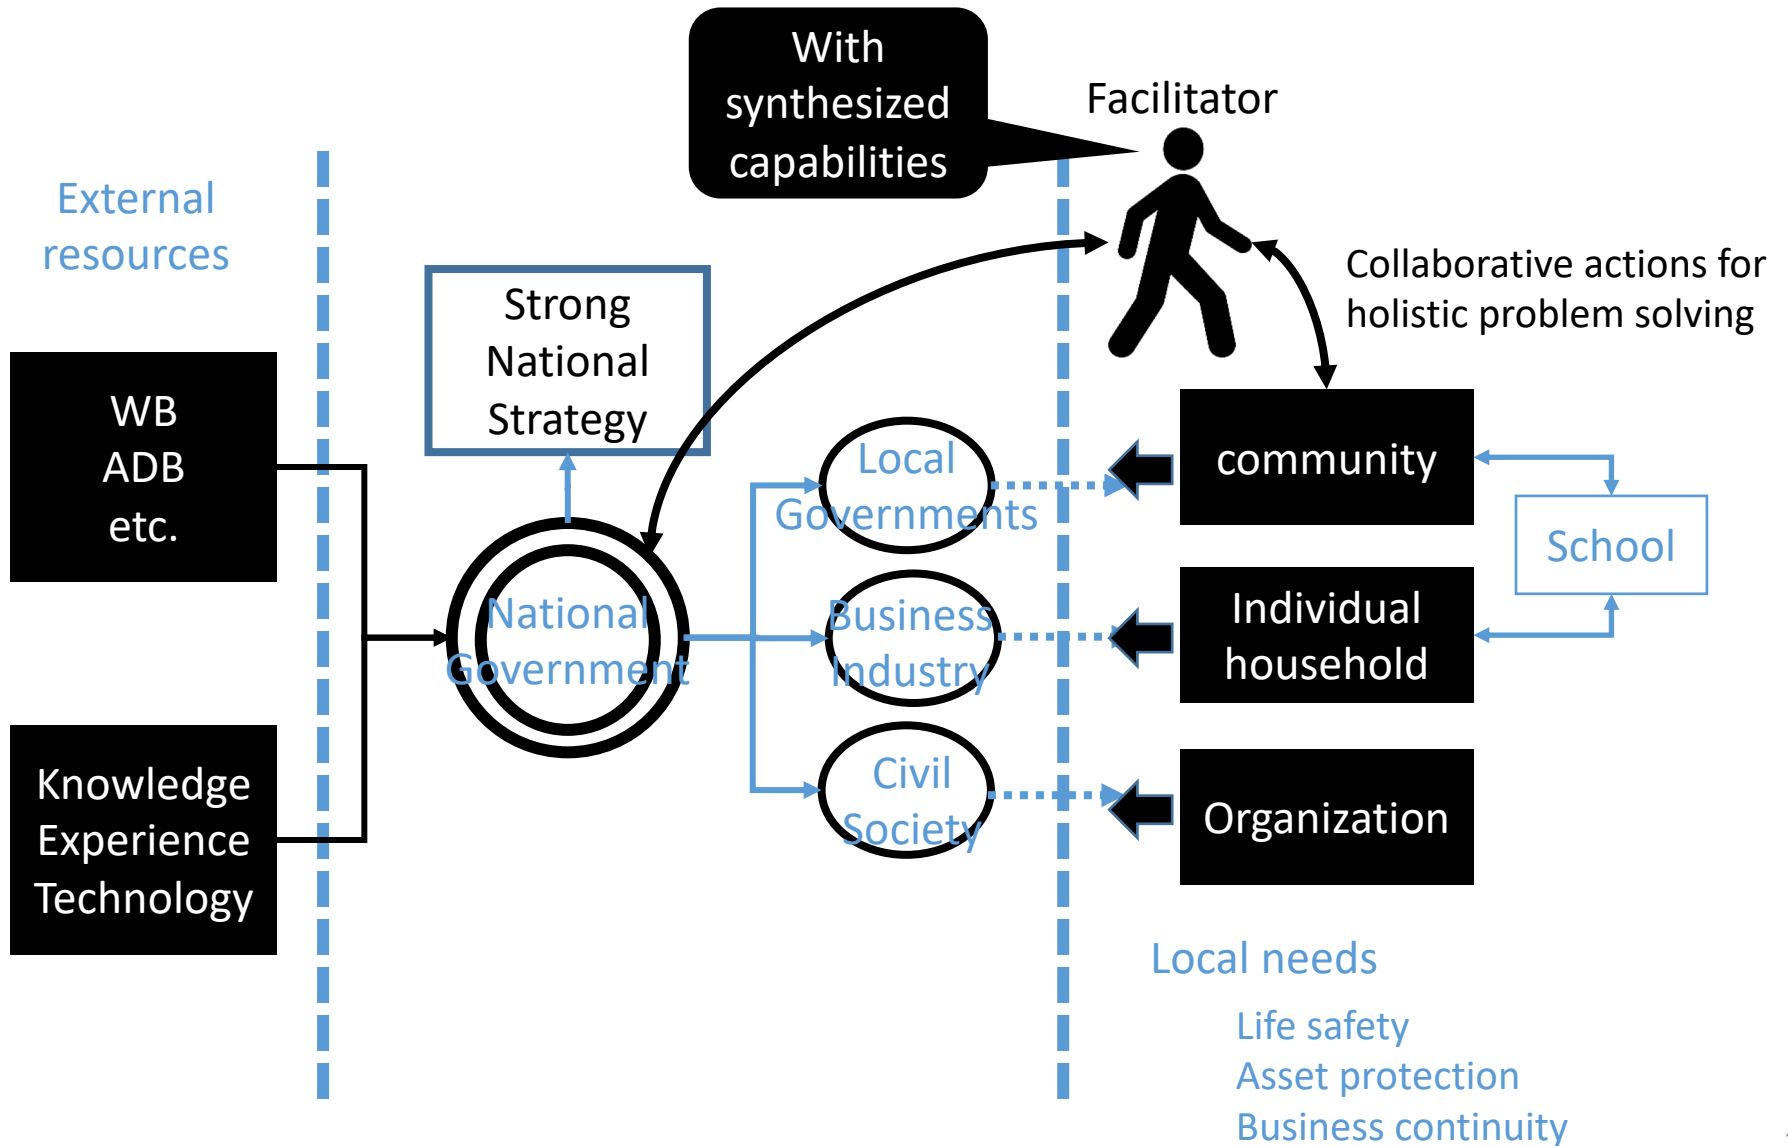 With
synthesized
capabilities
Facilitator
External
resources
Collaborative actions for
holistic problem solving
Strong
National
Strategy
WB
ADB
etc.
Local
Governments
community
School
National
Government
Business
Industry
Individual
household
Knowledge
Experience
Technology
Civil
Society
Organization
Local needs
Life safety
Asset protection
Business continuity